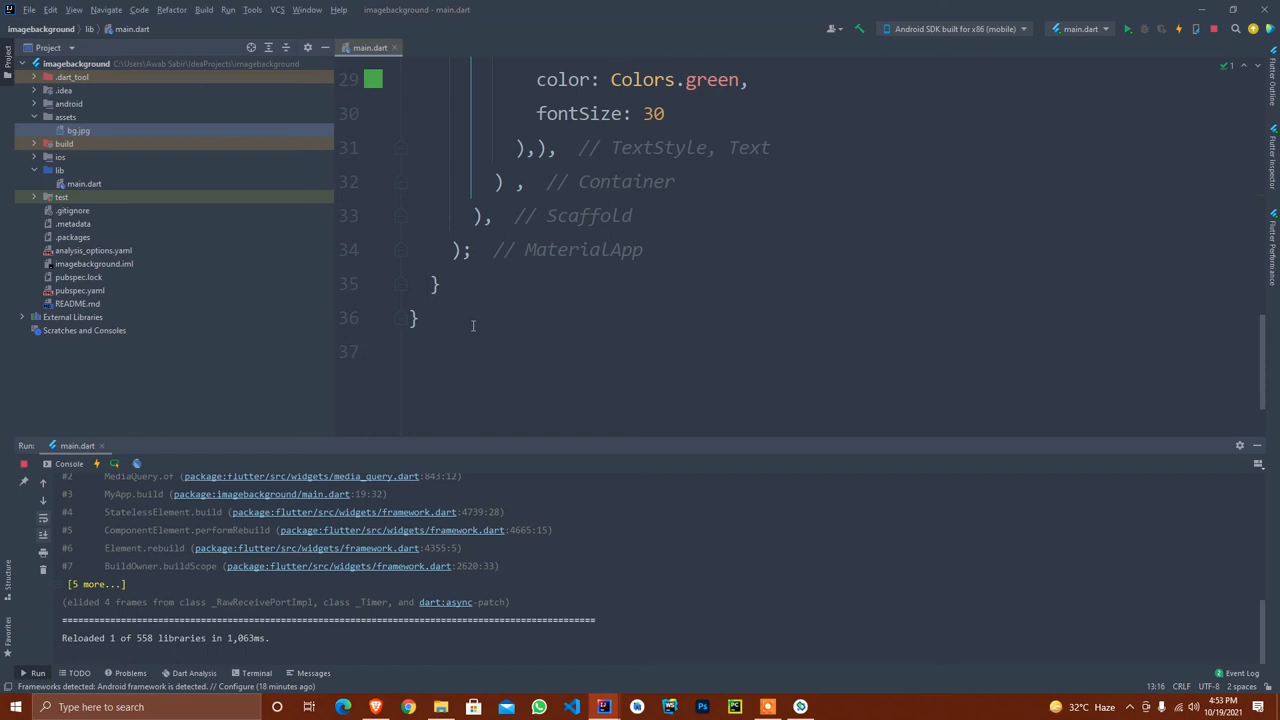 File Edit View Navigate Code Refactor Build Run Tools VCS Window Help imagebackground - main.dart
imagebackground lib main.dart
Android SDK built for x86 (mobile) main.dart
Project
main.dart
imagebackground C:\Users\Awab Sabir\IdeaProjects\imagebackground
.dart_tool
.idea
android
assets
bg.jpg
build
ios
lib
main.dart
test
.gitignore
.metadata
.packages
analysis_options.yaml
imagebackground.iml
pubspec.lock
pubspec.yaml
README.md
External Libraries
Scratches and Consoles
29 color: Colors.green,
30 fontSize: 30
31 ),), // TextStyle, Text
32 ) , // Container
33 ), // Scaffold
34 ); // MaterialApp
35 }
36 }
37
1
Project
Structure
Favorites
Flutter Outline
Flutter Inspector
Flutter Performance
Run: main.dart
Console
#2 MediaQuery.of (package:flutter/src/widgets/media_query.dart:843:12)
#3 MyApp.build (package:imagebackground/main.dart:19:32)
#4 StatelessElement.build (package:flutter/src/widgets/framework.dart:4739:28)
#5 ComponentElement.performRebuild (package:flutter/src/widgets/framework.dart:4665:15)
#6 Element.rebuild (package:flutter/src/widgets/framework.dart:4355:5)
#7 BuildOwner.buildScope (package:flutter/src/widgets/framework.dart:2620:33)
[5 more...]
(elided 4 frames from class _RawReceivePortImpl, class _Timer, and dart:async-patch)
====================================================================================================
Reloaded 1 of 558 libraries in 1,063ms.
Run TODO Problems Dart Analysis Terminal Messages Event Log
Frameworks detected: Android framework is detected. // Configure (18 minutes ago) 13:16 CRLF UTF-8 2 spaces
Type here to search
32°C Haze
4:53 PM
10/19/2021